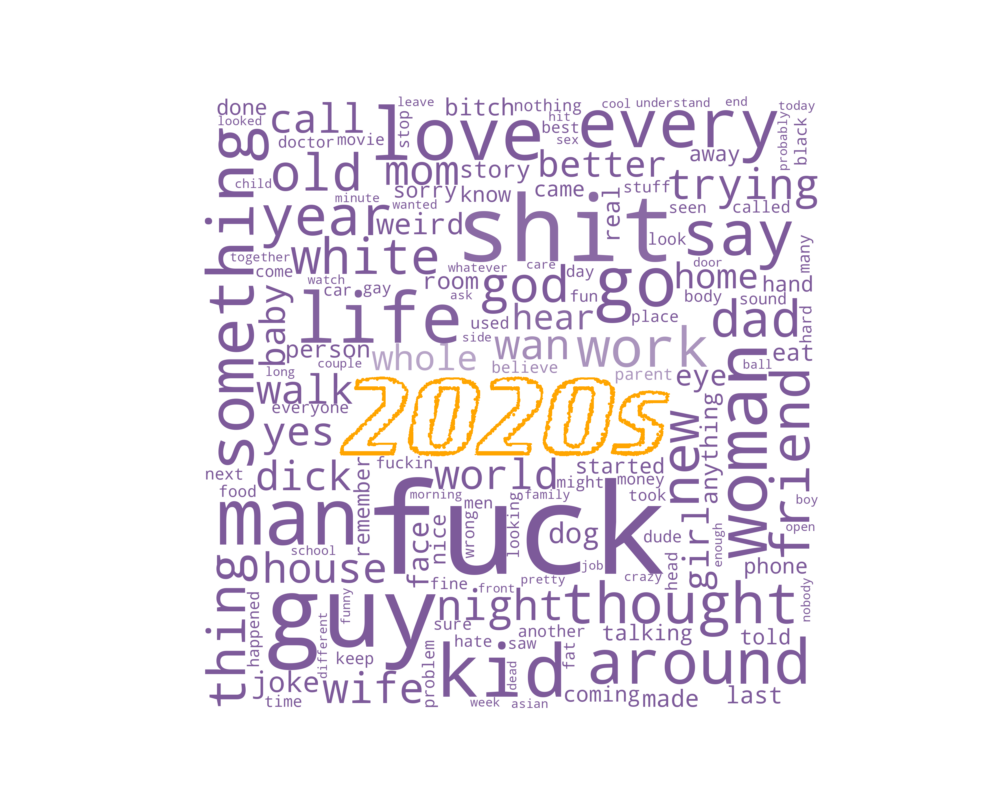 done
looked
call
doctor
movie
leave
stop
love
bitch
nothing
hit
best
sex
cool
understand
end
every
today
probably
black
something
child
old
mom
minute
sorry
wanted
story
know
better
came
stuff
away
trying
seen
called
year
weird
shit
real
look
say
many
together
come
white
watch
car
gay
room
whatever
ask
god
care
day
fun
go
home
door
body
hand
sound
baby
life
used
side
hear
place
dad
hard
person
couple
long
whole
wan
believe
work
parent
eye
ball
eat
walk
everyone
yes
2020s
new
girl
anything
woman
friend
next
food
dick
remember
fuckin
morning
world
men
family
might
started
money
took
boy
open
man
face
nice
wrong
looking
fuck
dog
dude
job
crazy
head
enough
phone
nobody
school
house
fine
front
pretty
thing
happened
guy
funny
different
night
sure
thought
hate
saw
another
talking
told
keep
problem
kid
dead
fat
around
joke
time
wife
week
asian
coming
made
last